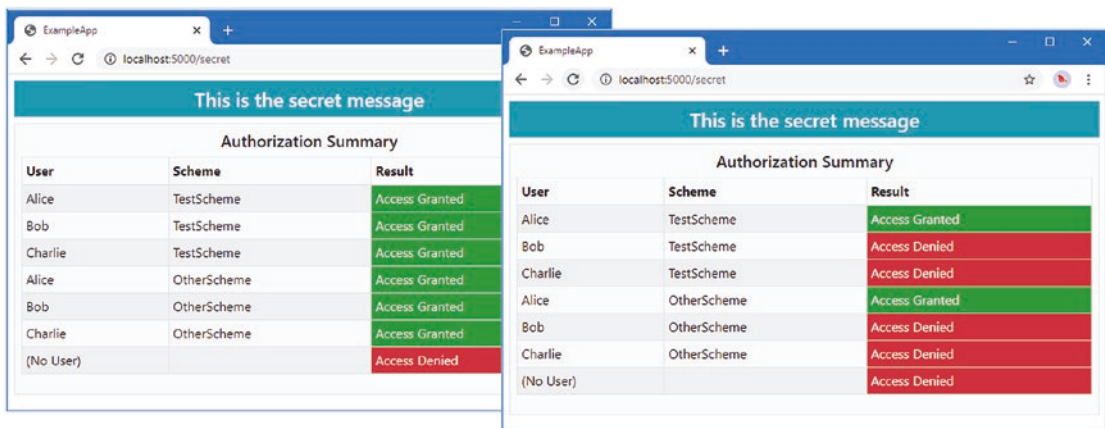 ExampleApp
localhost:5000/secret
This is the secret message
Authorization Summary
User Scheme Result
Alice TestScheme Access Granted
Bob TestScheme Access Granted
Charlie TestScheme Access Granted
Alice OtherScheme Access Granted
Bob OtherScheme Access Granted
Charlie OtherScheme Access Granted
(No User) Access Denied
ExampleApp
localhost:5000/secret
This is the secret message
Authorization Summary
User Scheme Result
Alice TestScheme Access Granted
Bob TestScheme Access Denied
Charlie TestScheme Access Denied
Alice OtherScheme Access Granted
Bob OtherScheme Access Denied
Charlie OtherScheme Access Denied
(No User) Access Denied